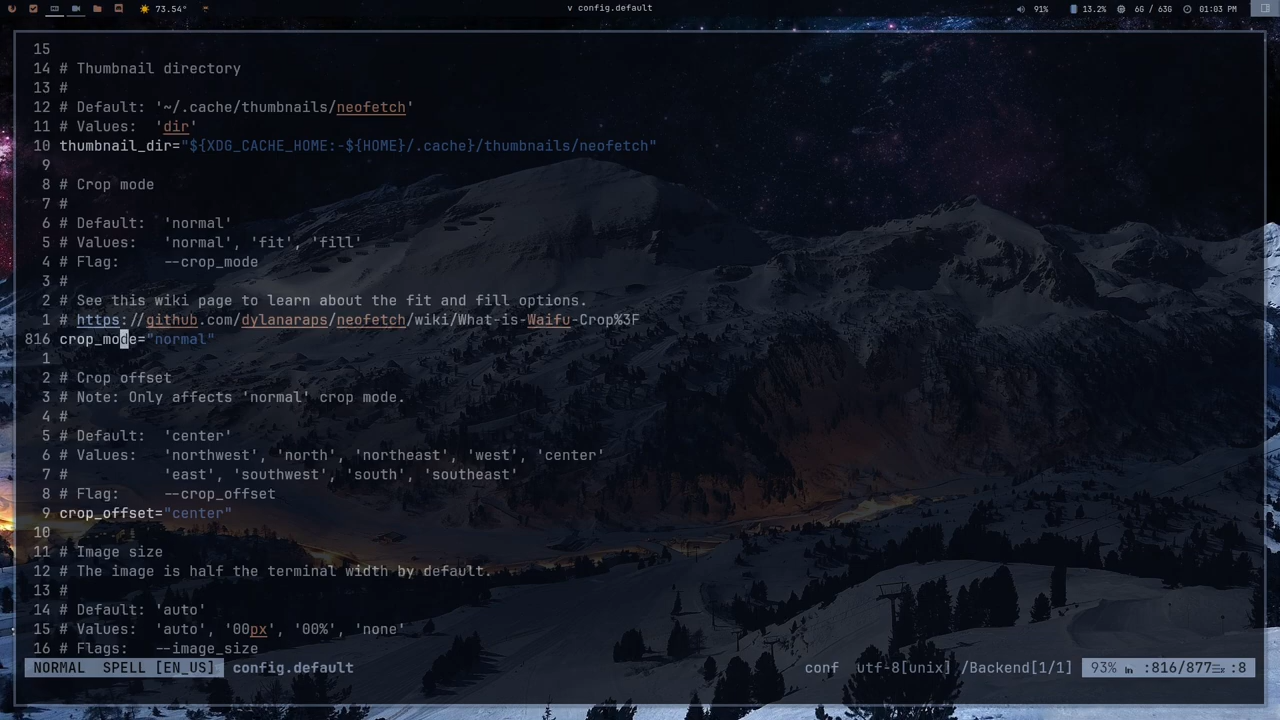 73.54°
v config.default
91%
13.2%
6G / 63G
01:03 PM
15
14 # Thumbnail directory
13 #
12 # Default: '~/.cache/thumbnails/neofetch'
11 # Values:  'dir'
10 thumbnail_dir="${XDG_CACHE_HOME:-${HOME}/.cache}/thumbnails/neofetch"
9
8 # Crop mode
7 #
6 # Default:  'normal'
5 # Values:   'normal', 'fit', 'fill'
4 # Flag:     --crop_mode
3 #
2 # See this wiki page to learn about the fit and fill options.
1 # https://github.com/dylanaraps/neofetch/wiki/What-is-Waifu-Crop%3F
816 crop_mode="normal"
1
2 # Crop offset
3 # Note: Only affects 'normal' crop mode.
4 #
5 # Default:  'center'
6 # Values:   'northwest', 'north', 'northeast', 'west', 'center'
7 #           'east', 'southwest', 'south', 'southeast'
8 # Flag:     --crop_offset
9 crop_offset="center"
10
11 # Image size
12 # The image is half the terminal width by default.
13 #
14 # Default: 'auto'
15 # Values:  'auto', '00px', '00%', 'none'
16 # Flags:   --image_size
NORMAL  SPELL [EN_US]  config.default  conf  utf-8[unix] /Backend[1/1]  93% ㏑ :816/877☰℅:8